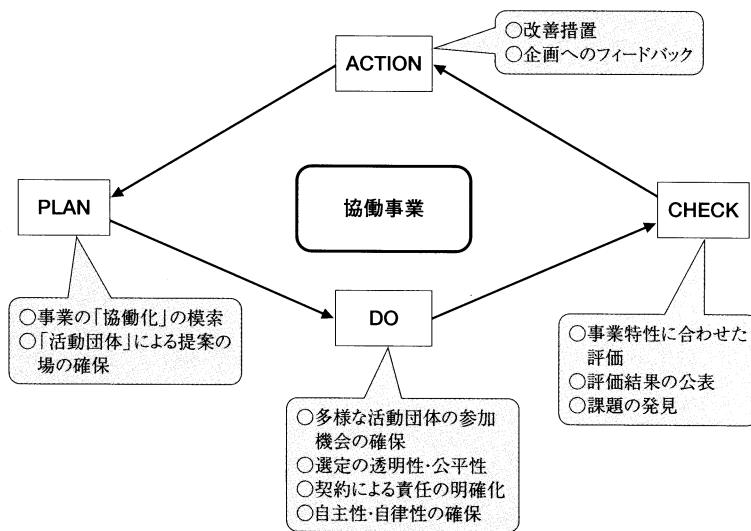 ACTION
○改善措置
○企画へのフィードバック
PLAN
○事業の「協働化」の模索
○「活動団体」による提案の
場の確保
協働事業
CHECK
○事業特性に合わせた
評価
○評価結果の公表
○課題の発見
DO
○多様な活動団体の参加
機会の確保
○選定の透明性・公平性
○契約による責任の明確化
○自主性・自律性の確保